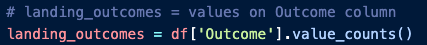 # landing_outcomes = values on Outcome column
landing_outcomes = df['Outcome'].value_counts()